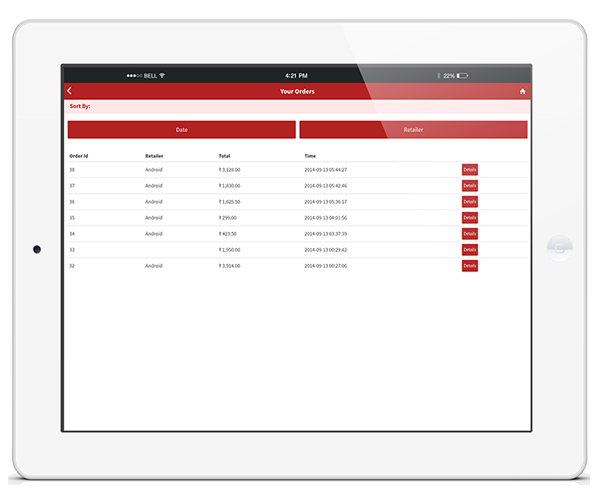 BELL 4:21 PM 22%
Your Orders
Sort By:
Date Retailer
Order Id Retailer Total Time
38 Android ₹ 3,128.00 2014-09-13 05:44:27 Details
37 Android ₹ 1,830.00 2014-09-13 05:42:46 Details
36 Android ₹ 1,825.50 2014-09-13 05:36:17 Details
35 Android ₹ 299.00 2014-09-13 04:01:56 Details
34 Android ₹ 423.50 2014-09-13 03:37:39 Details
33 ₹ 1,950.00 2014-09-13 00:29:42 Details
32 Android ₹ 3,914.00 2014-09-13 00:27:06 Details